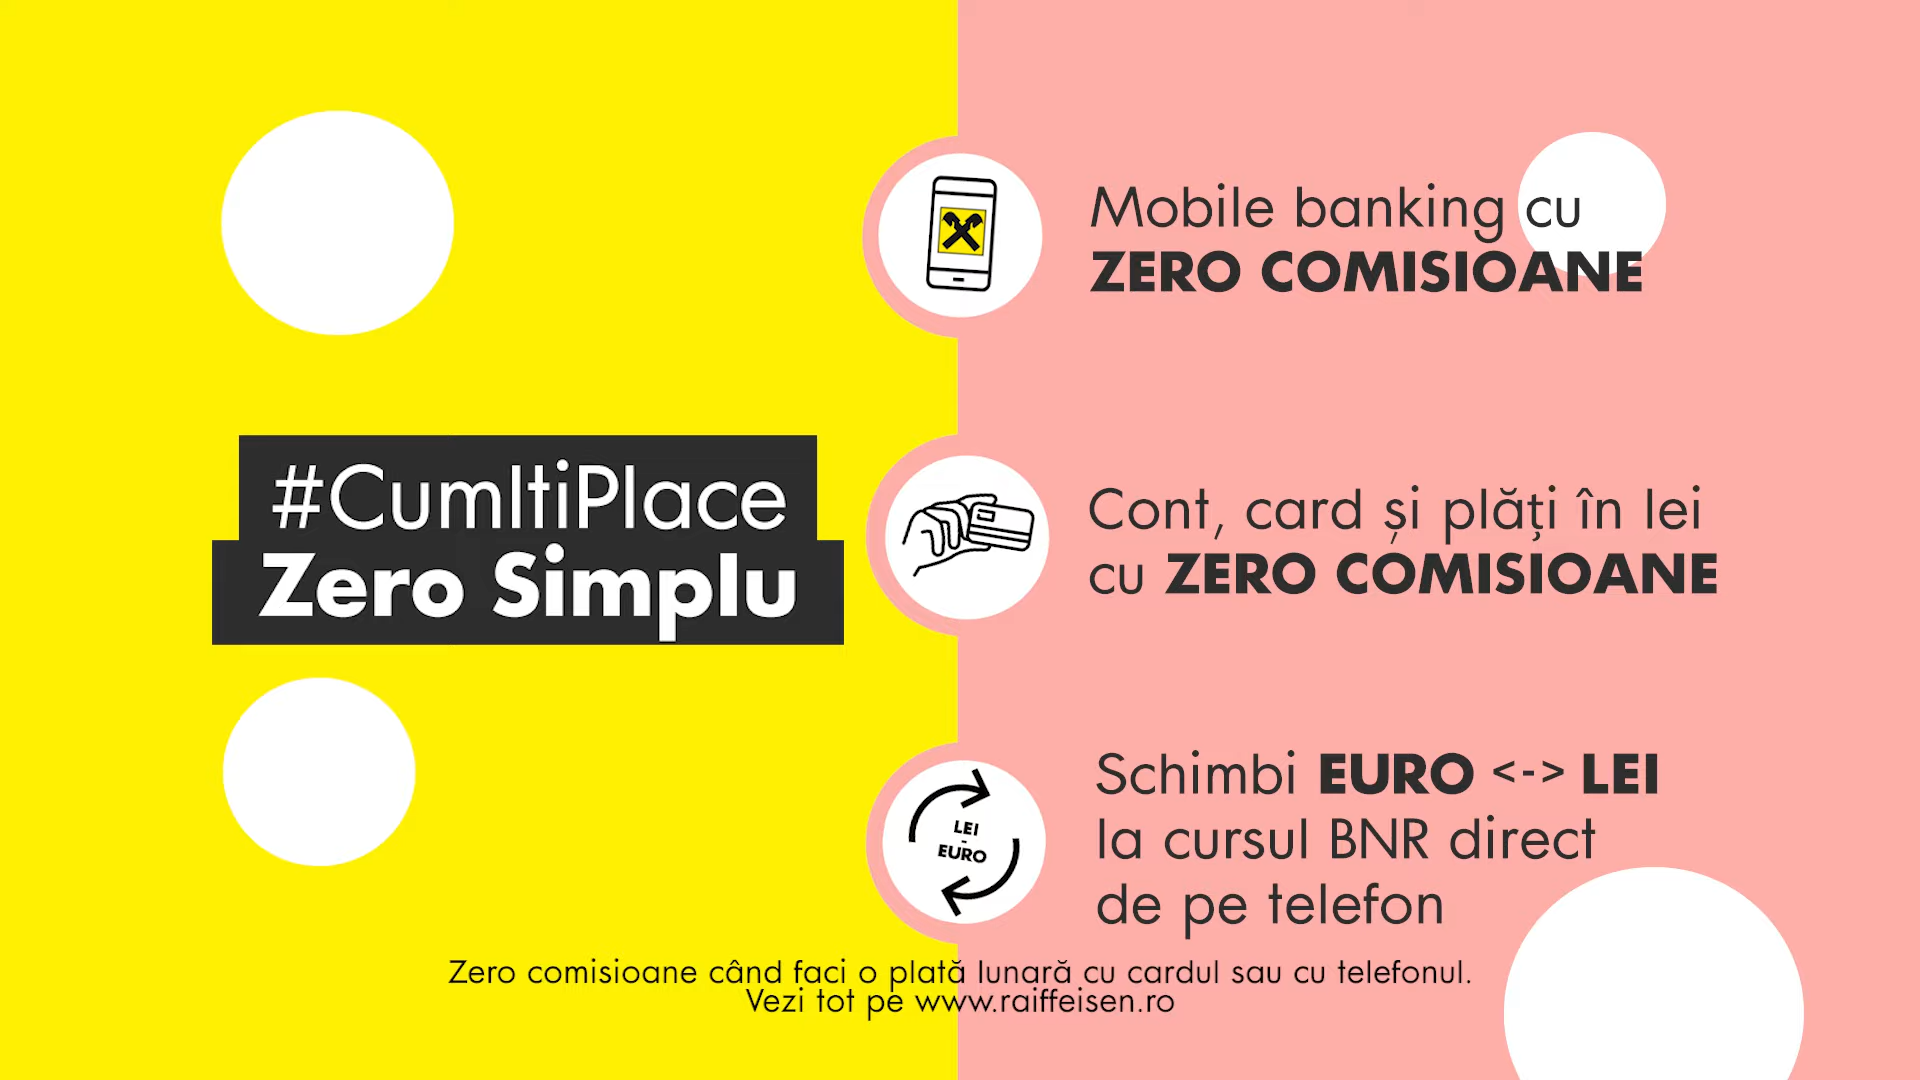 #CumItiPlace
Zero Simplu
Mobile banking cu
ZERO COMISIOANE
Cont, card și plăți în lei
cu ZERO COMISIOANE
LEI
-
EURO
Schimbi EURO <-> LEI
la cursul BNR direct
de pe telefon
Zero comisioane când faci o plată lunară cu cardul sau cu telefonul.
Vezi tot pe www.raiffeisen.ro